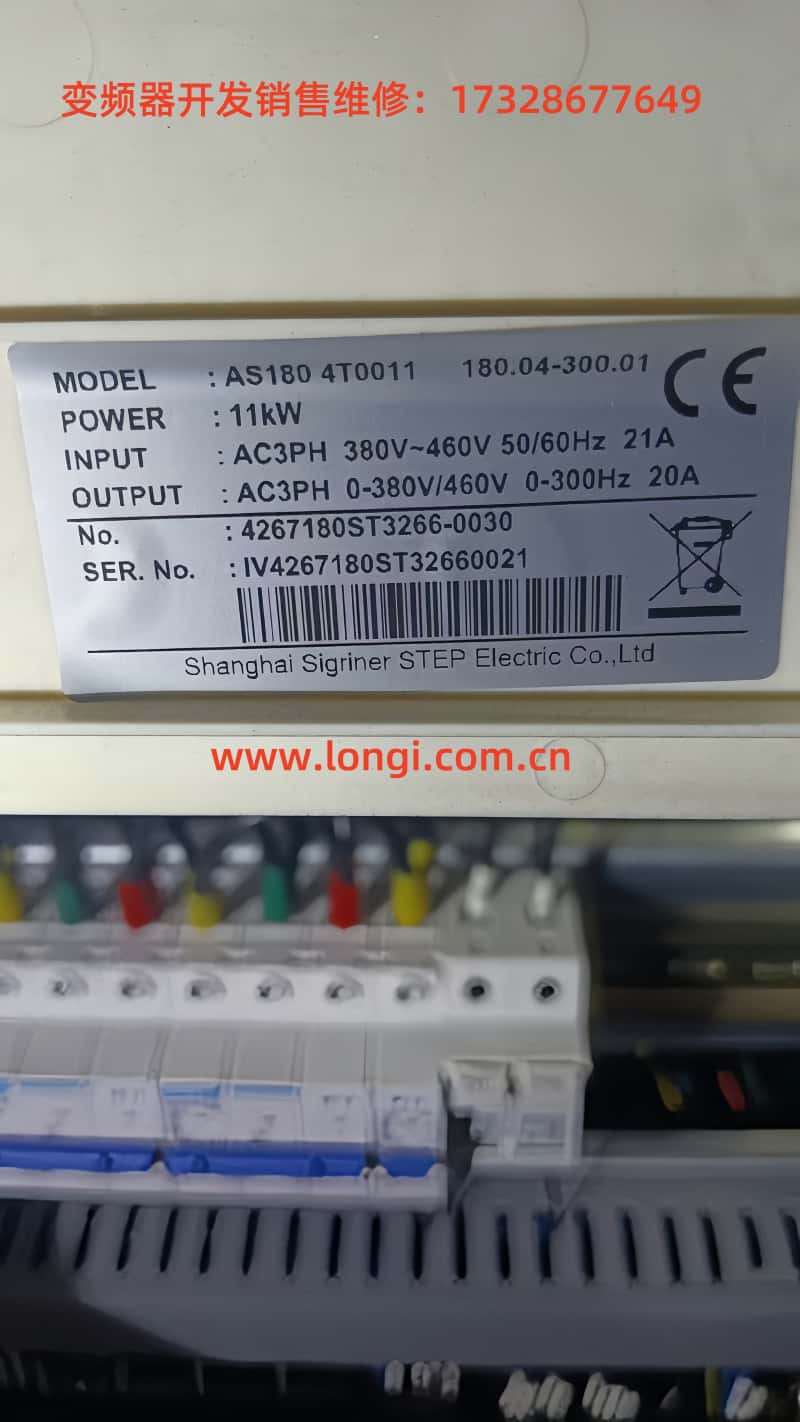 变频器开发销售维修：17328677649
MODEL : AS180 4T0011 180.04-300.01 CE
POWER : 11kW
INPUT : AC3PH 380V~460V 50/60Hz 21A
OUTPUT : AC3PH 0-380V/460V 0-300Hz 20A
No. : 4267180ST3266-0030
SER. No. : IV4267180ST32660021
Shanghai Sigriner STEP Electric Co.,Ltd
www.longi.com.cn